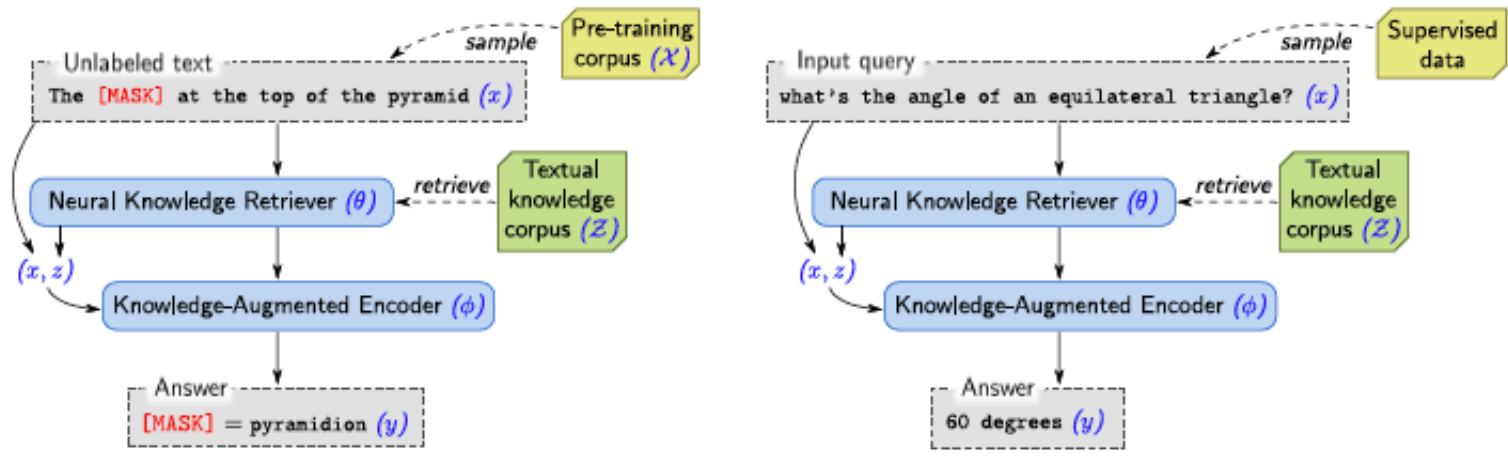 Pre-training
corpus (𝒳)
sample
Unlabeled text
The [MASK] at the top of the pyramid (x)
Neural Knowledge Retriever (θ)
retrieve
Textual
knowledge
corpus (𝒵)
(x, z)
Knowledge-Augmented Encoder (ϕ)
Answer
[MASK] = pyramidion (y)
Supervised
data
sample
Input query
what's the angle of an equilateral triangle? (x)
Neural Knowledge Retriever (θ)
retrieve
Textual
knowledge
corpus (𝒵)
(x, z)
Knowledge-Augmented Encoder (ϕ)
Answer
60 degrees (y)